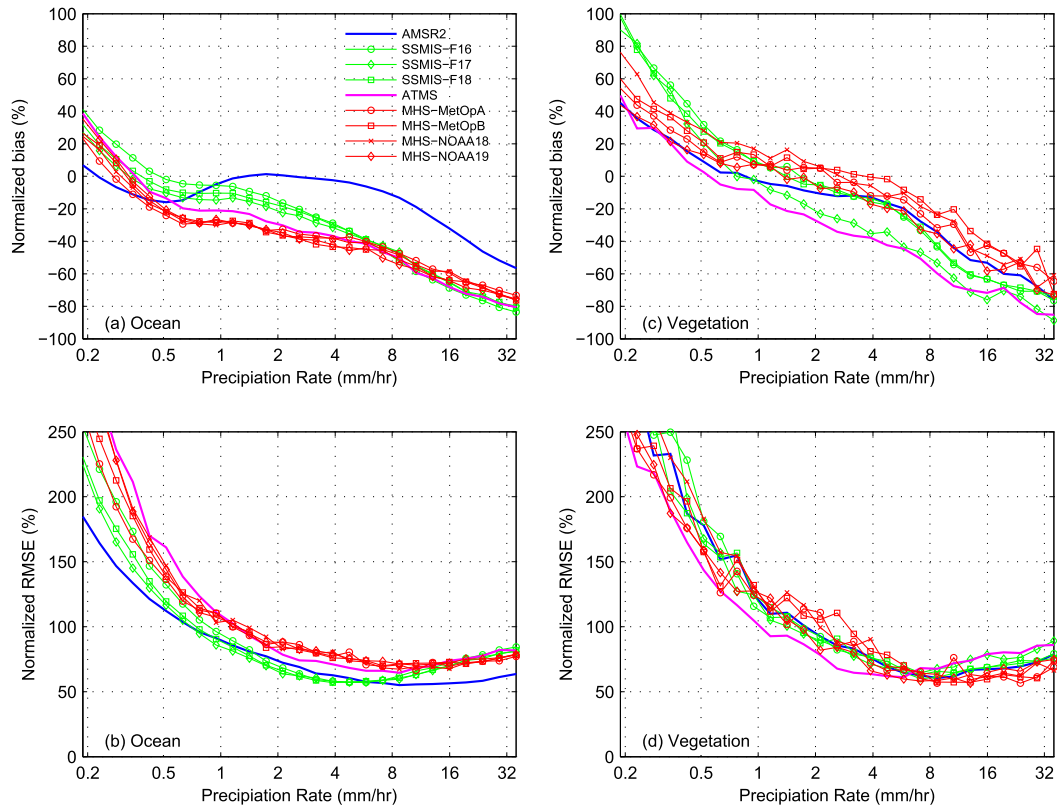 100
80
60
40
20
0
−20
−40
−60
−80
−100
Normalized bias (%)
AMSR2
SSMIS−F16
SSMIS−F17
SSMIS−F18
ATMS
MHS−MetOpA
MHS−MetOpB
MHS−NOAA18
MHS−NOAA19
(a) Ocean
0.2 0.5 1 2 4 8 16 32
Precipiation Rate (mm/hr)
100
80
60
40
20
0
−20
−40
−60
−80
−100
Normalized bias (%)
(c) Vegetation
0.2 0.5 1 2 4 8 16 32
Precipiation Rate (mm/hr)
250
200
150
100
50
0
Normalized RMSE (%)
(b) Ocean
0.2 0.5 1 2 4 8 16 32
Precipiation Rate (mm/hr)
250
200
150
100
50
0
Normalized RMSE (%)
(d) Vegetation
0.2 0.5 1 2 4 8 16 32
Precipiation Rate (mm/hr)